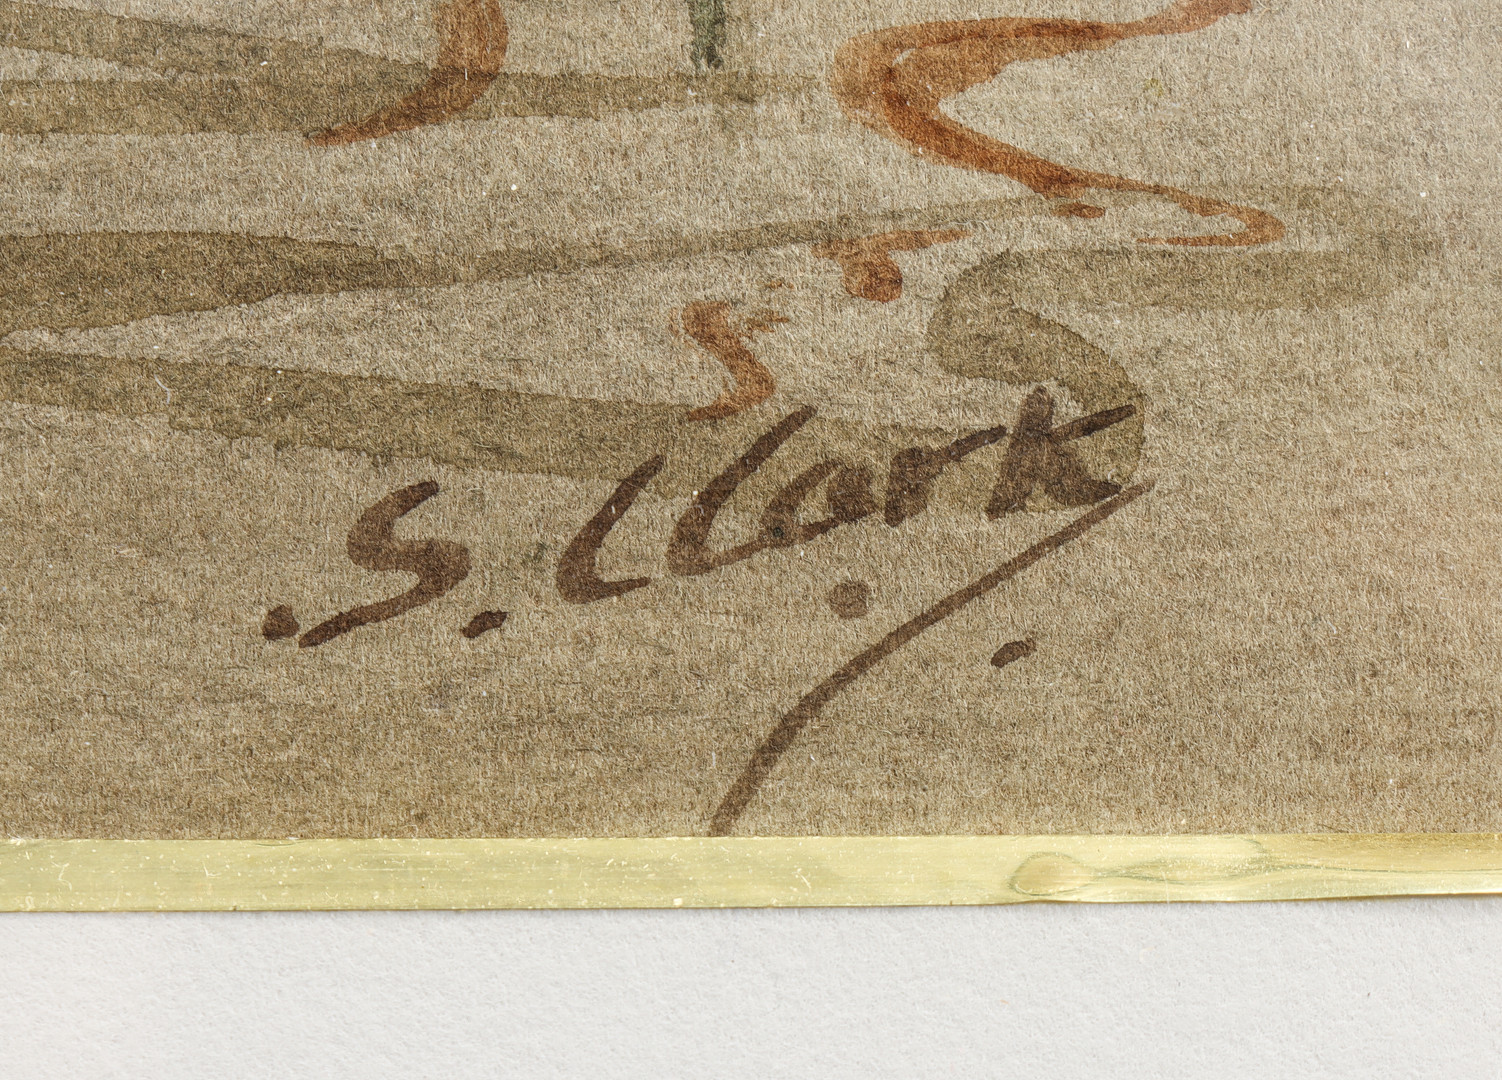 . S. Clark